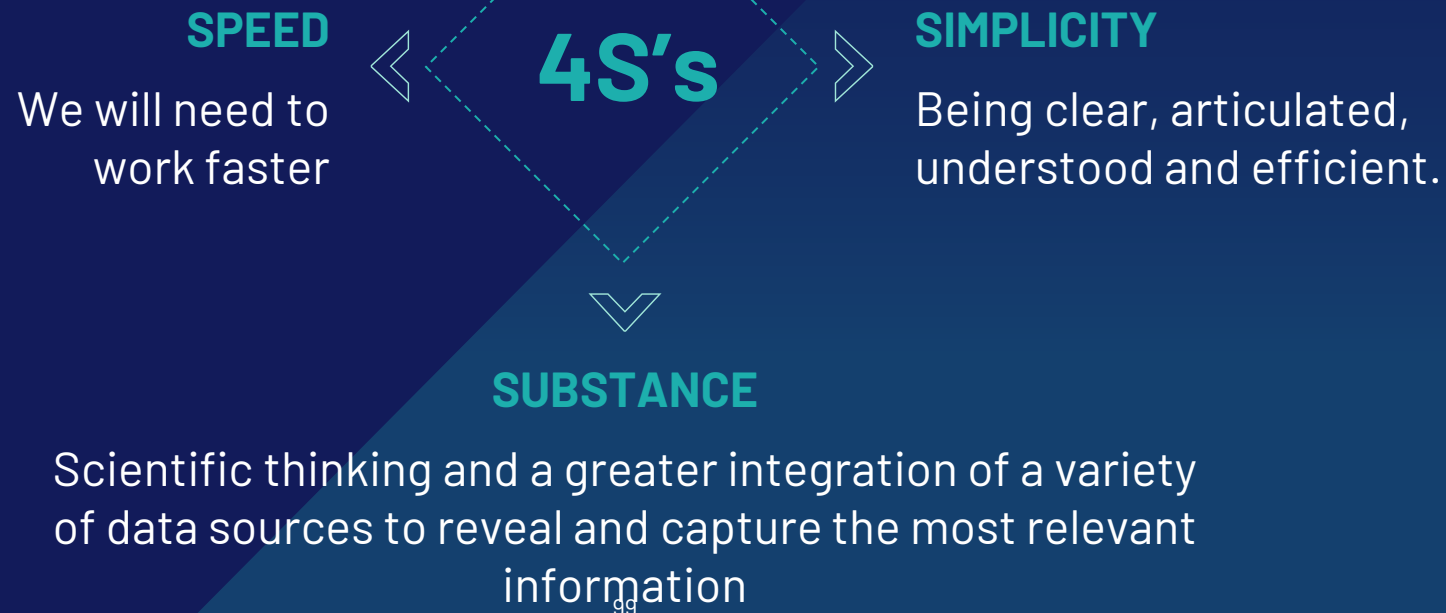 SPEED
We will need to
work faster
4S’s
SIMPLICITY
Being clear, articulated,
understood and efficient.
SUBSTANCE
Scientific thinking and a greater integration of a variety
of data sources to reveal and capture the most relevant
information
99